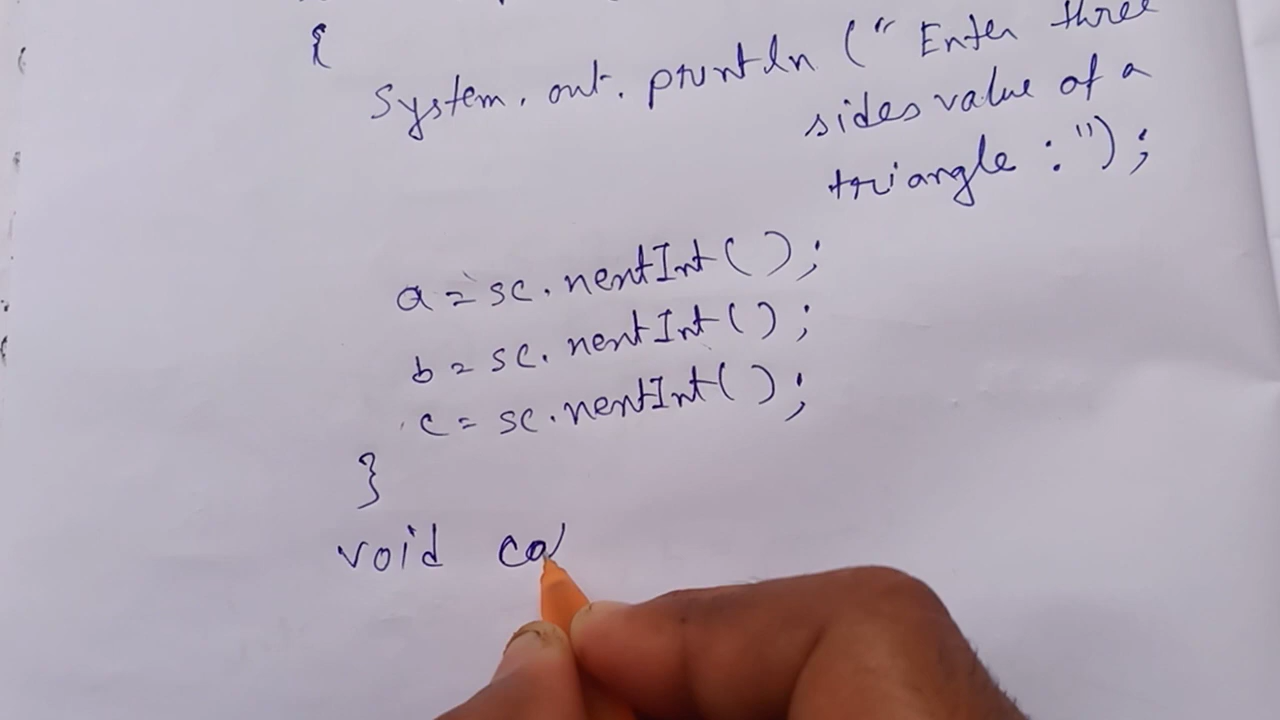 {
System.out.println("Enter three
sides value of a
triangle :");
a = sc.nextInt();
b = sc.nextInt();
c = sc.nextInt();
}
void ca